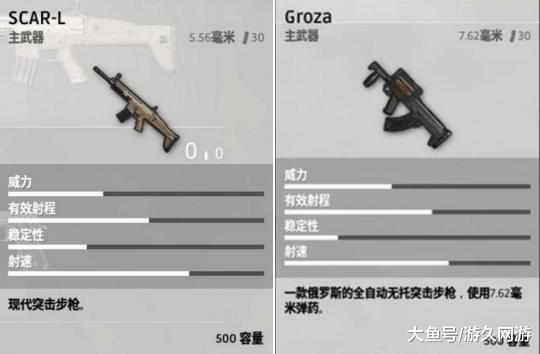 SCAR-L
主武器
5.56毫米 30
0 0
威力
有效射程
稳定性
射速
现代突击步枪。
500 容量
Groza
主武器
7.62毫米 30
威力
有效射程
稳定性
射速
一款俄罗斯的全自动无托突击步枪，使用7.62毫
米弹药。
500 容量
大鱼号/游久网游